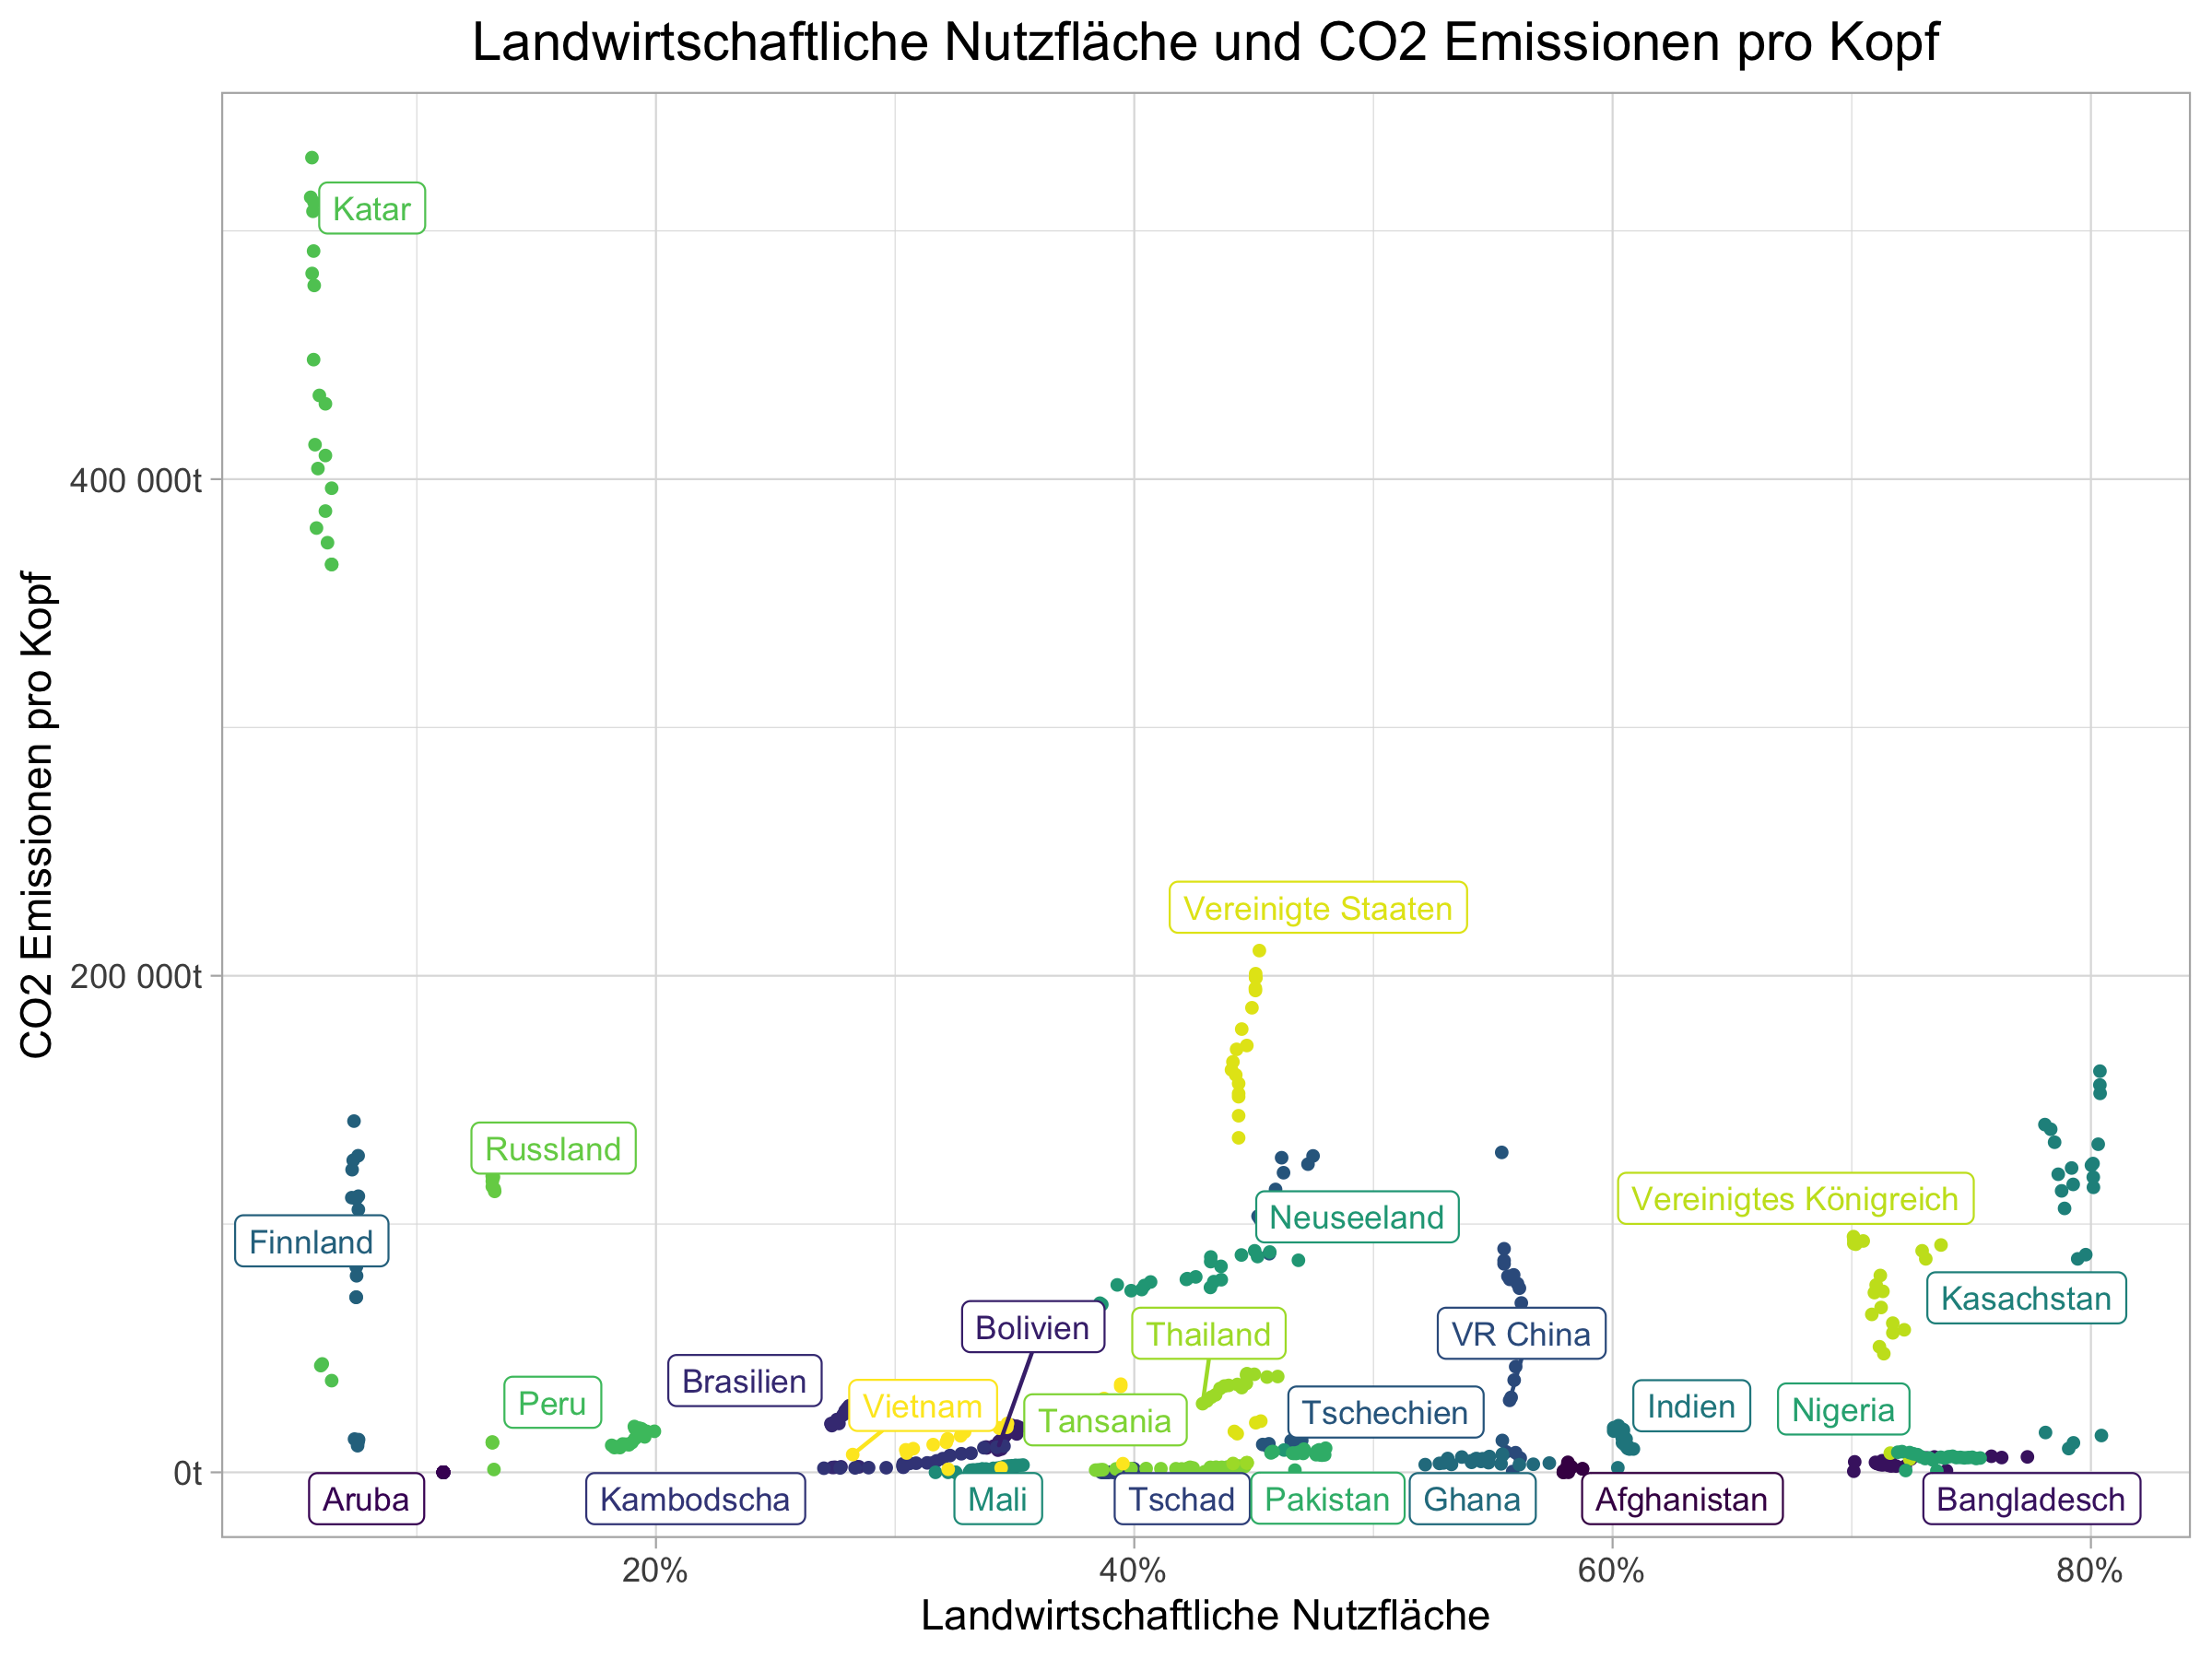 Landwirtschaftliche Nutzfläche und CO2 Emissionen pro Kopf
CO2 Emissionen pro Kopf
400 000t
200 000t
0t
Katar
Vereinigte Staaten
Russland
Vereinigtes Königreich
Neuseeland
Finnland
Kasachstan
Bolivien
Thailand
VR China
Brasilien
Peru
Vietnam
Tansania
Tschechien
Indien
Nigeria
Aruba
Kambodscha
Mali
Tschad
Pakistan
Ghana
Afghanistan
Bangladesch
20%
40%
60%
80%
Landwirtschaftliche Nutzfläche